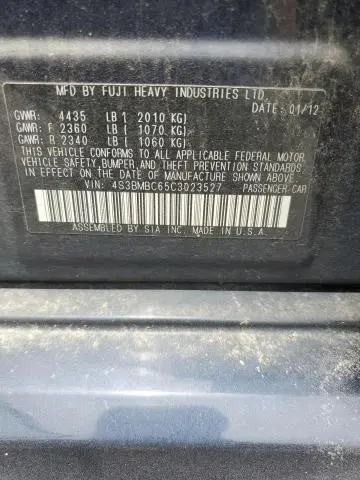 MFD BY FUJI HEAVY INDUSTRIES LTD.
DATE: 01/12
GVWR: 4435 LB ( 2010 KG)
GAWR: F 2360 LB ( 1070 KG)
GAWR: R 2340 LB ( 1060 KG)
THIS VEHICLE CONFORMS TO ALL APPLICABLE FEDERAL MOTOR
VEHICLE SAFETY, BUMPER, AND THEFT PREVENTION STANDARDS
IN EFFECT ON THE DATE OF MANUFACTURE SHOWN ABOVE.
VIN: 4S3BMBC65C3023527 PASSENGER-CAR
ASSEMBLED BY SIA INC. MADE IN U.S.A.